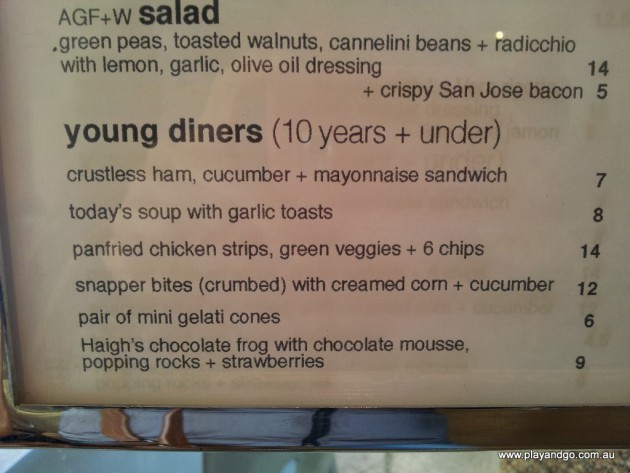 AGF+W salad
green peas, toasted walnuts, cannelini beans + radicchio
with lemon, garlic, olive oil dressing 14
+ crispy San Jose bacon 5
young diners (10 years + under)
crustless ham, cucumber + mayonnaise sandwich 7
today's soup with garlic toasts 8
panfried chicken strips, green veggies + 6 chips 14
snapper bites (crumbed) with creamed corn + cucumber 12
pair of mini gelati cones 6
Haigh's chocolate frog with chocolate mousse,
popping rocks + strawberries 9
www.playandgo.com.au